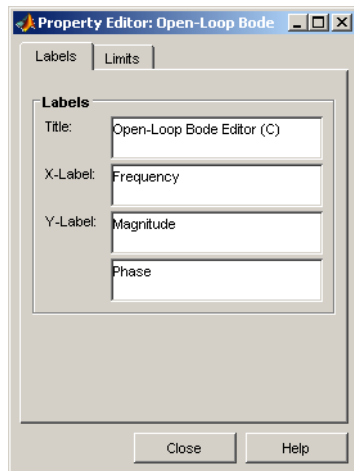 Property Editor: Open-Loop Bode
Labels Limits
Labels
Title: Open-Loop Bode Editor (C)
X-Label: Frequency
Y-Label: Magnitude
Phase
Close Help